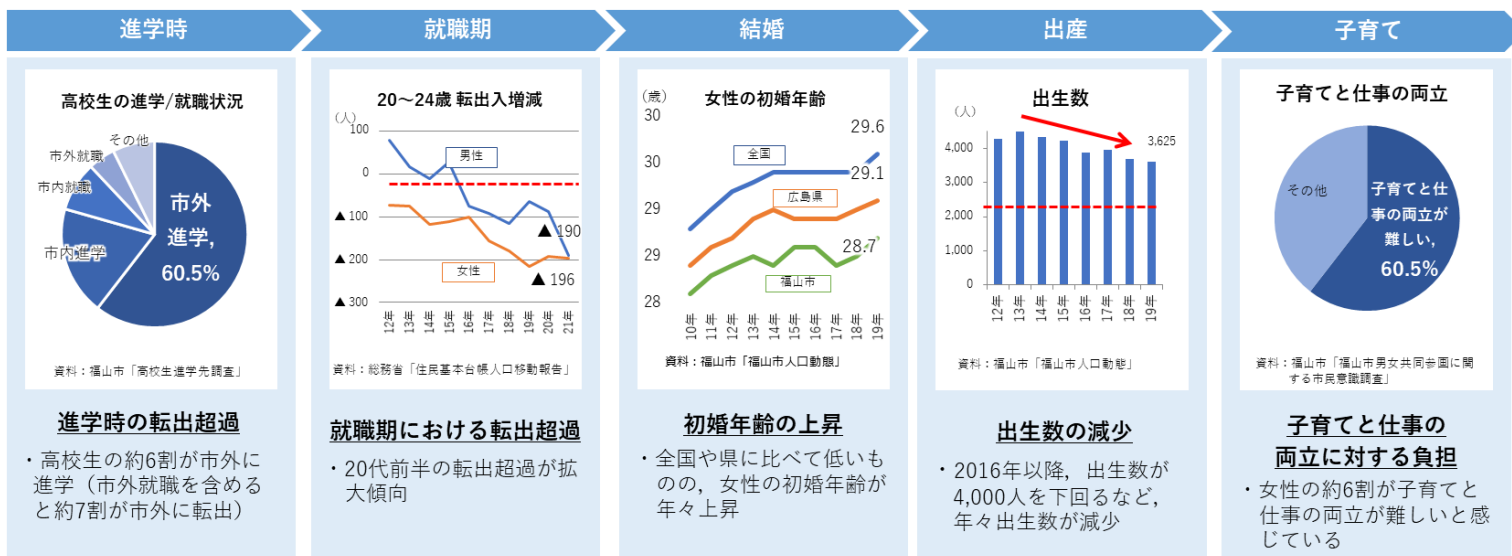 進学時
就職期
結婚
出産
子育て
高校生の進学/就職状況
その他
市外就職
市内就職
市内進学
市外
進学,
60.5%
資料：福山市「高校生進学先調査」
進学時の転出超過
・高校生の約6割が市外に
進学（市外就職を含める
と約7割が市外に転出）
20～24歳 転出入増減
（人）
100
0
▲ 100
▲ 200
▲ 300
男性
女性
▲ 190
▲ 196
12年
13年
14年
15年
16年
17年
18年
19年
20年
21年
資料：総務省「住民基本台帳人口移動報告」
就職期における転出超過
・20代前半の転出超過が拡
大傾向
女性の初婚年齢
（歳）
30
30
29
29
28
全国
広島県
福山市
29.6
29.1
28.7
10年
11年
12年
13年
14年
15年
16年
17年
18年
19年
資料：福山市「福山市人口動態」
初婚年齢の上昇
・全国や県に比べて低いも
のの，女性の初婚年齢が
年々上昇
出生数
（人）
4,000
3,000
2,000
1,000
0
3,625
12年
13年
14年
15年
16年
17年
18年
19年
資料：福山市「福山市人口動態」
出生数の減少
・2016年以降，出生数が
4,000人を下回るなど，
年々出生数が減少
子育てと仕事の両立
その他
子育てと仕
事の両立が
難しい,
60.5%
資料：福山市「福山市男女共同参画に関
する市民意識調査」
子育てと仕事の
両立に対する負担
・女性の約6割が子育てと
仕事の両立が難しいと感
じている